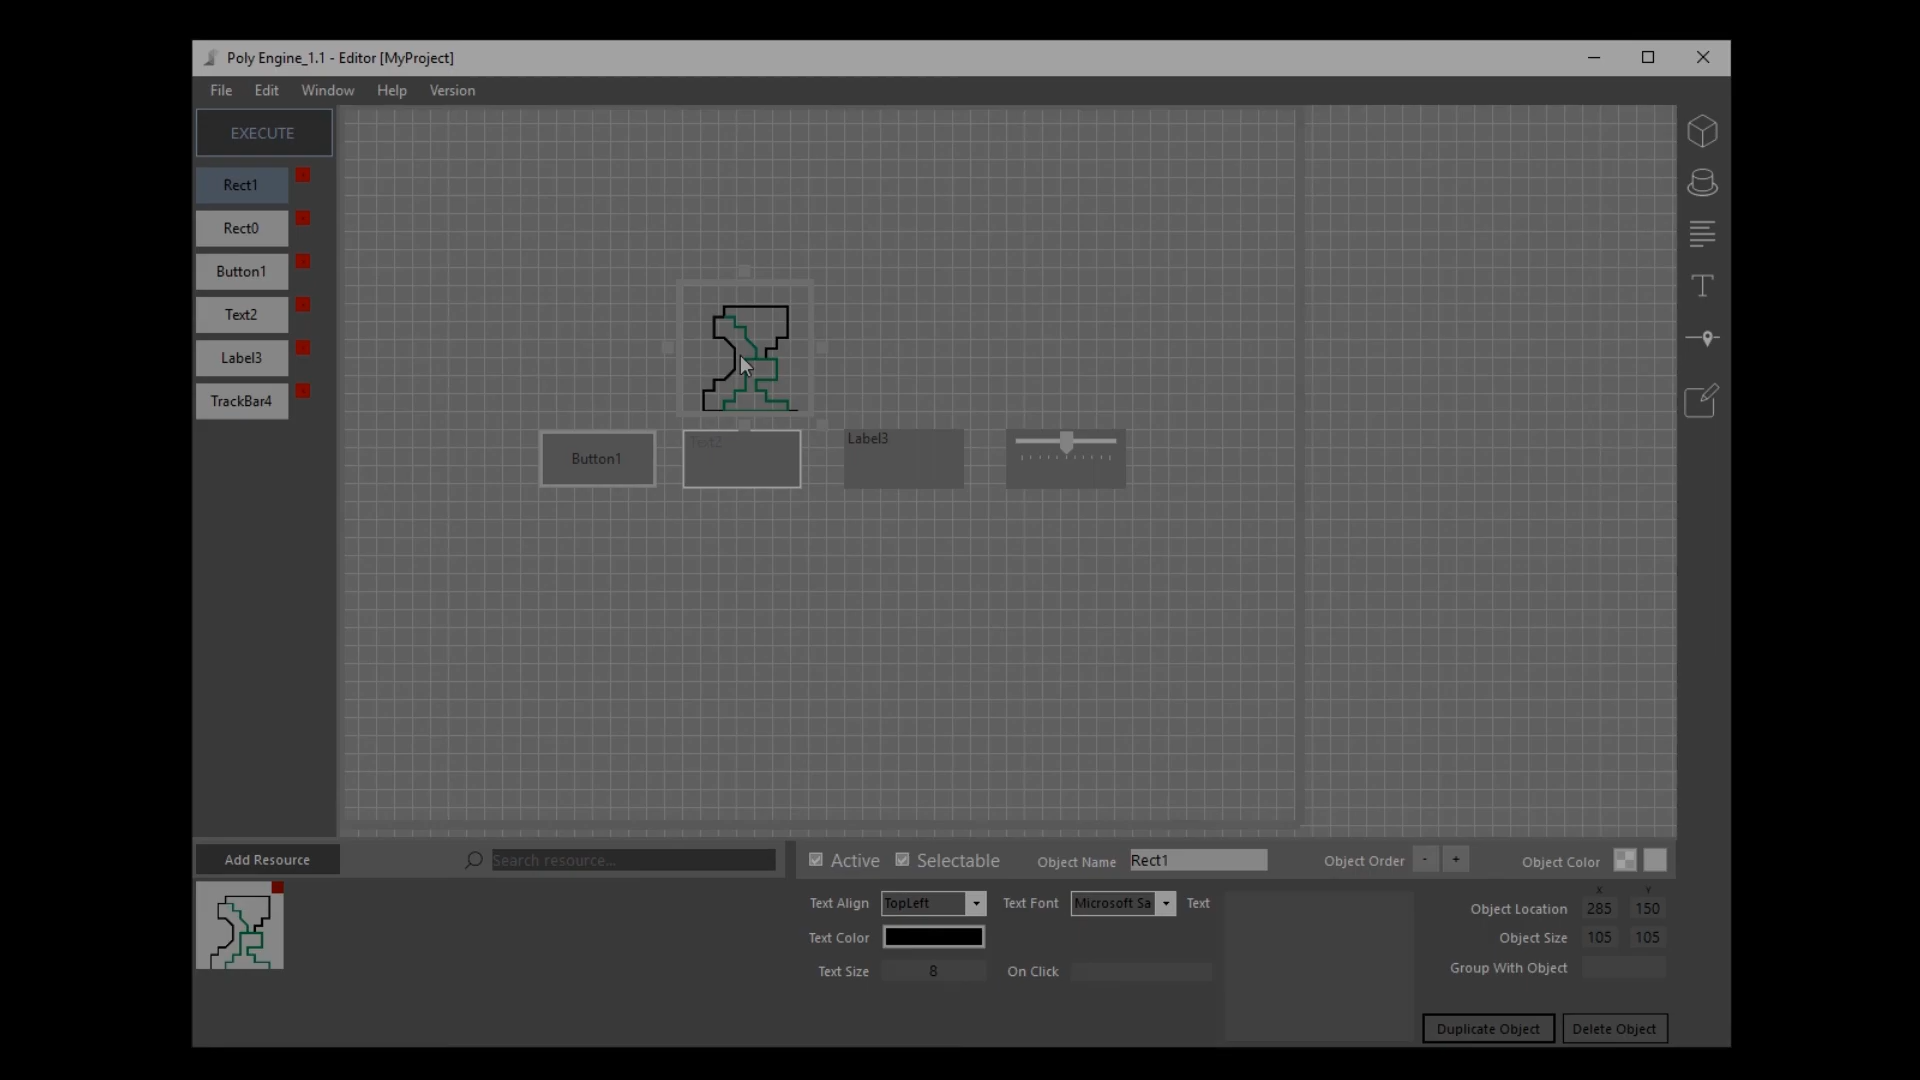 Poly Engine_1.1 - Editor [MyProject]
File Edit Window Help Version
EXECUTE
Rect1
Rect0
Button1
Text2
Label3
TrackBar4
Button1
Text2
Label3
Add Resource
Search resource...
Active Selectable Object Name Rect1 Object Order - + Object Color
X Y
Text Align TopLeft Text Font Microsoft Sa Text Object Location 285 150
Text Color Object Size 105 105
Text Size 8 On Click Group With Object
Duplicate Object Delete Object